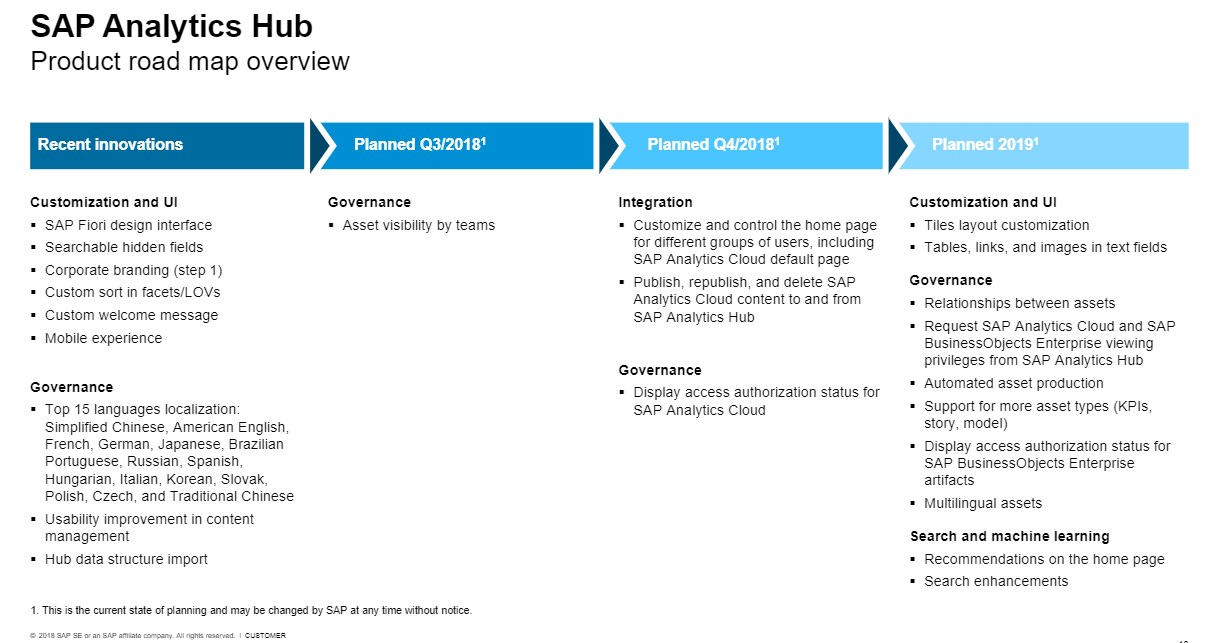 SAP Analytics Hub
Product road map overview
Recent innovations
Planned Q3/2018¹
Planned Q4/2018¹
Planned 2019¹
Customization and UI
▪ SAP Fiori design interface
▪ Searchable hidden fields
▪ Corporate branding (step 1)
▪ Custom sort in facets/LOVs
▪ Custom welcome message
▪ Mobile experience
Governance
▪ Top 15 languages localization:
Simplified Chinese, American English,
French, German, Japanese, Brazilian
Portuguese, Russian, Spanish,
Hungarian, Italian, Korean, Slovak,
Polish, Czech, and Traditional Chinese
▪ Usability improvement in content
management
▪ Hub data structure import
Governance
▪ Asset visibility by teams
Integration
▪ Customize and control the home page
for different groups of users, including
SAP Analytics Cloud default page
▪ Publish, republish, and delete SAP
Analytics Cloud content to and from
SAP Analytics Hub
Governance
▪ Display access authorization status for
SAP Analytics Cloud
Customization and UI
▪ Tiles layout customization
▪ Tables, links, and images in text fields
Governance
▪ Relationships between assets
▪ Request SAP Analytics Cloud and SAP
BusinessObjects Enterprise viewing
privileges from SAP Analytics Hub
▪ Automated asset production
▪ Support for more asset types (KPIs,
story, model)
▪ Display access authorization status for
SAP BusinessObjects Enterprise
artifacts
▪ Multilingual assets
Search and machine learning
▪ Recommendations on the home page
▪ Search enhancements
1. This is the current state of planning and may be changed by SAP at any time without notice.
© 2018 SAP SE or an SAP affiliate company. All rights reserved. ǀ CUSTOMER